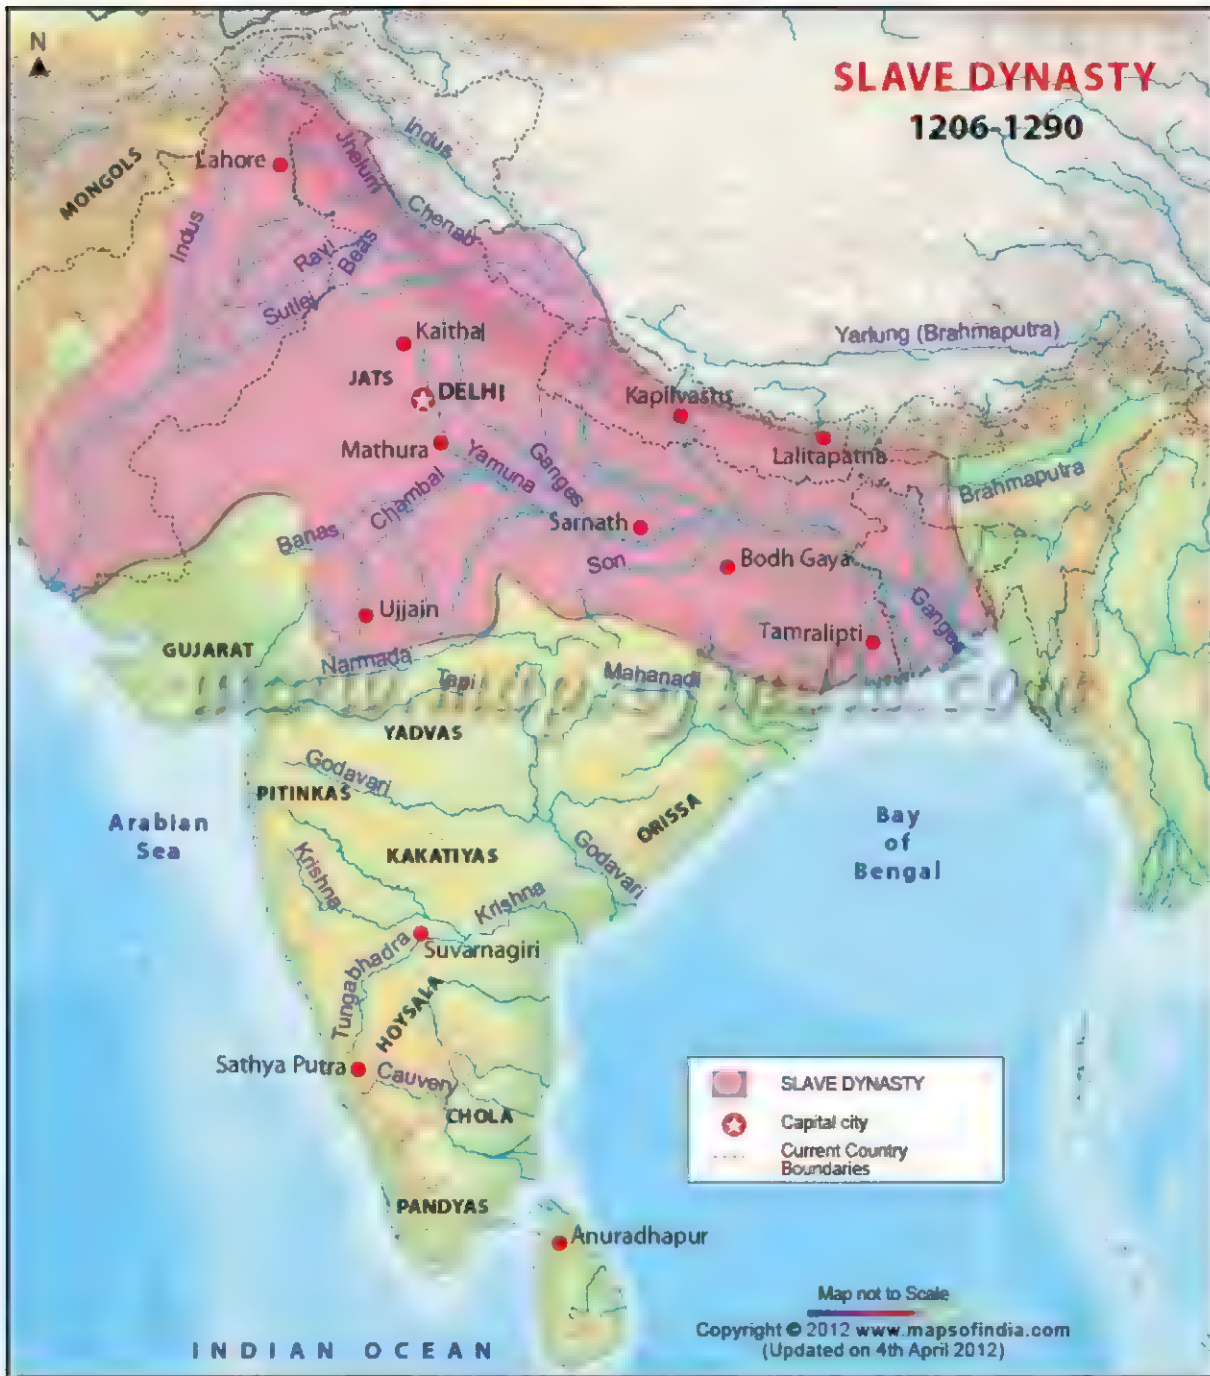 N
SLAVE DYNASTY
1206-1290
Indus
Jhelum
Lahore
MONGOLS
Chenab
Indus
Ravi
Beas
Sutlej
Kaithal
Yarlung (Brahmaputra)
JATS
DELHI
Kapilvastu
Mathura
Yamuna
Ganges
Lalitapatna
Brahmaputra
Chambal
Banas
Sarnath
Son
Bodh Gaya
Ganges
Ujjain
Tamralipti
GUJARAT
Narmada
Tapi
Mahanadi
YADVAS
Godavari
PITINKAS
ORISSA
Arabian
Sea
Bay
of
Bengal
KAKATIYAS
Godavari
Krishna
Krishna
Suvarnagiri
Tungabhadra
HOYSALA
Sathya Putra
Cauvery
CHOLA
SLAVE DYNASTY
Capital city
Current Country
Boundaries
PANDYAS
Anuradhapur
Map not to Scale
Copyright © 2012 www.mapsofindia.com
(Updated on 4th April 2012)
INDIAN OCEAN